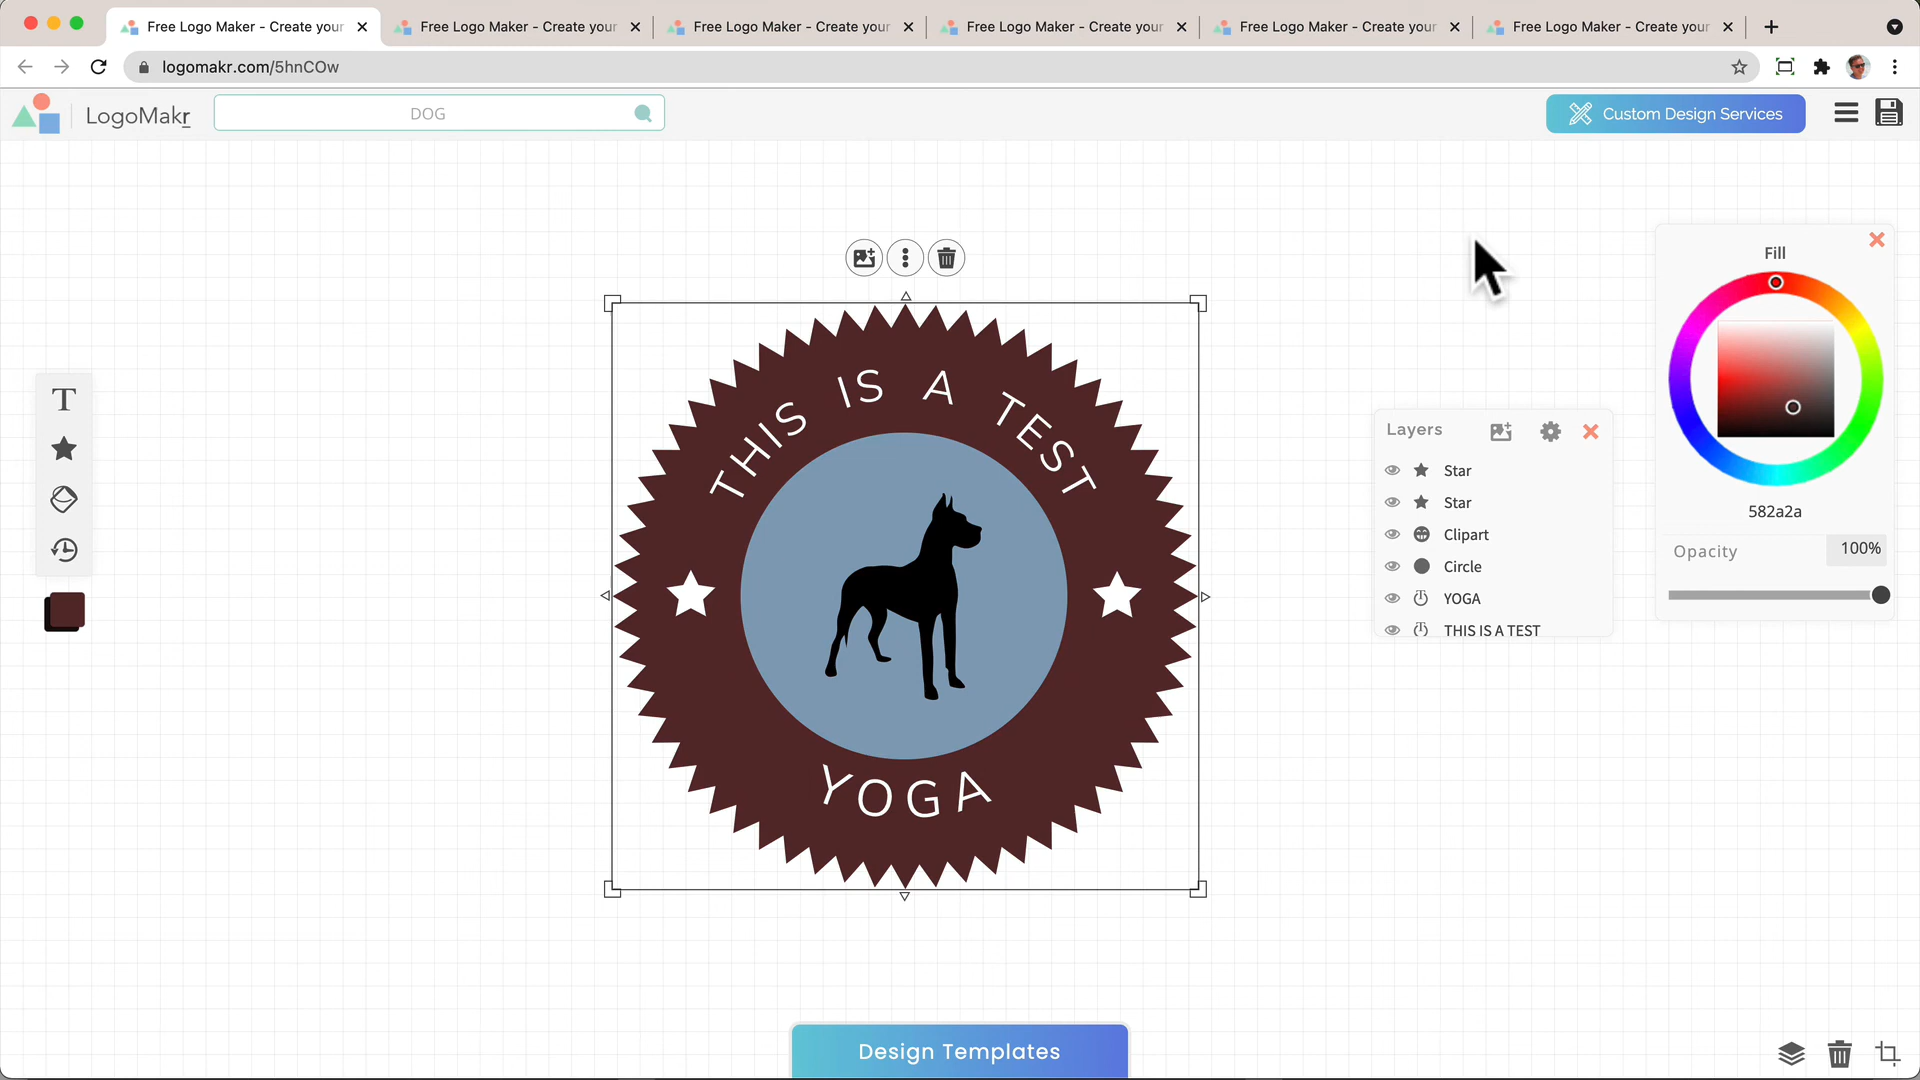 Free Logo Maker - Create your
Free Logo Maker - Create your
Free Logo Maker - Create your
Free Logo Maker - Create your
Free Logo Maker - Create your
Free Logo Maker - Create your
logomakr.com/5hnCOw
LogoMakr
DOG
Custom Design Services
Fill
THIS IS A TEST
YOGA
Layers
Star
Star
Clipart
Circle
YOGA
THIS IS A TEST
582a2a
Opacity
100%
T
Design Templates